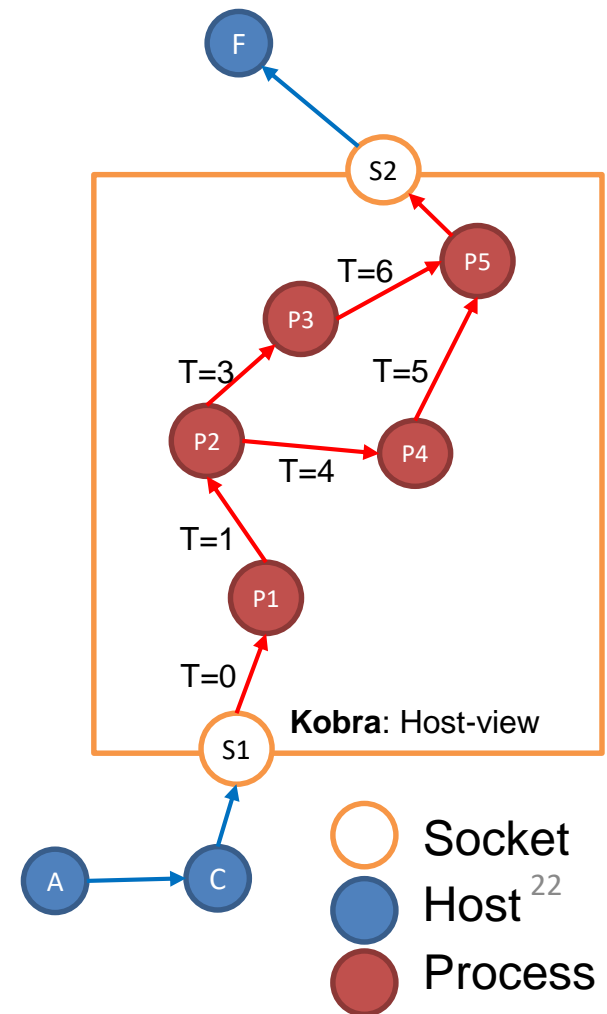 F
S2
P5
T=6
P3
T=3
T=5
P2
P4
T=4
T=1
P1
T=0
Kobra: Host-view
S1
A
C
Socket
Host 22
Process